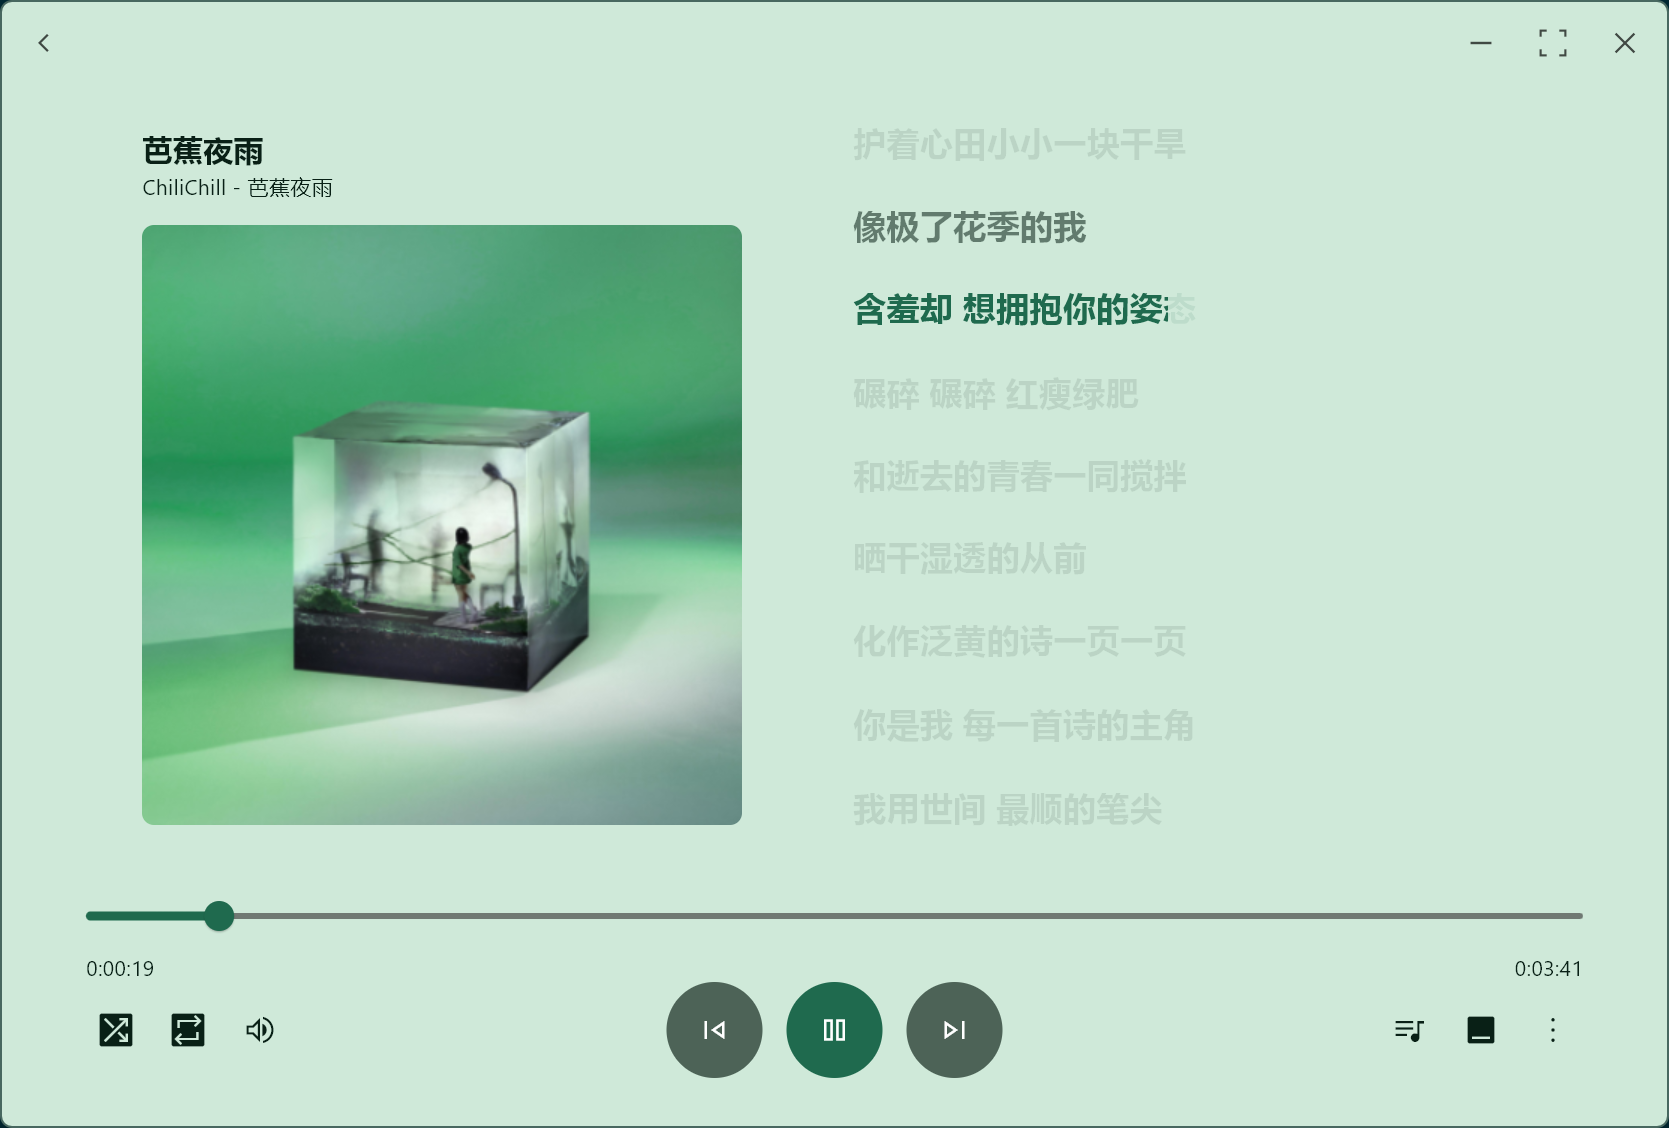 芭蕉夜雨
ChiliChill - 芭蕉夜雨
护着心田小小一块干旱
像极了花季的我
含羞却 想拥抱你的姿态
碾碎 碾碎 红瘦绿肥
和逝去的青春一同搅拌
晒干湿透的从前
化作泛黄的诗一页一页
你是我 每一首诗的主角
我用世间 最顺的笔尖
0:00:19
0:03:41